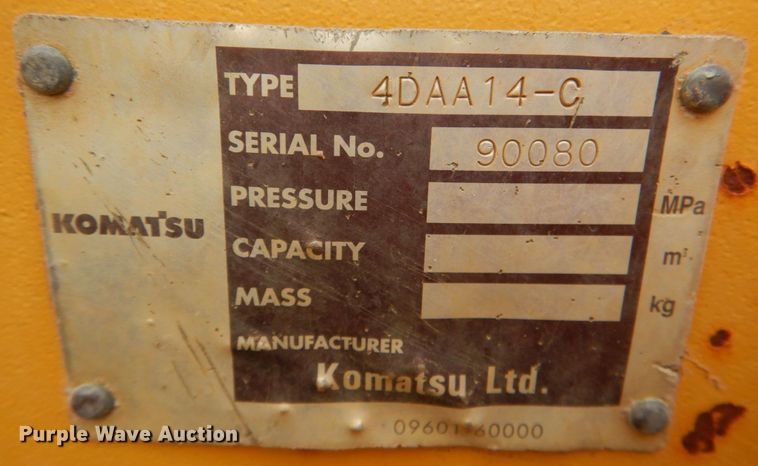 TYPE 4DAA14-C
SERIAL No. 90080
PRESSURE MPa
KOMATSU
CAPACITY m³
MASS kg
MANUFACTURER
Komatsu Ltd.
Purple Wave Auction